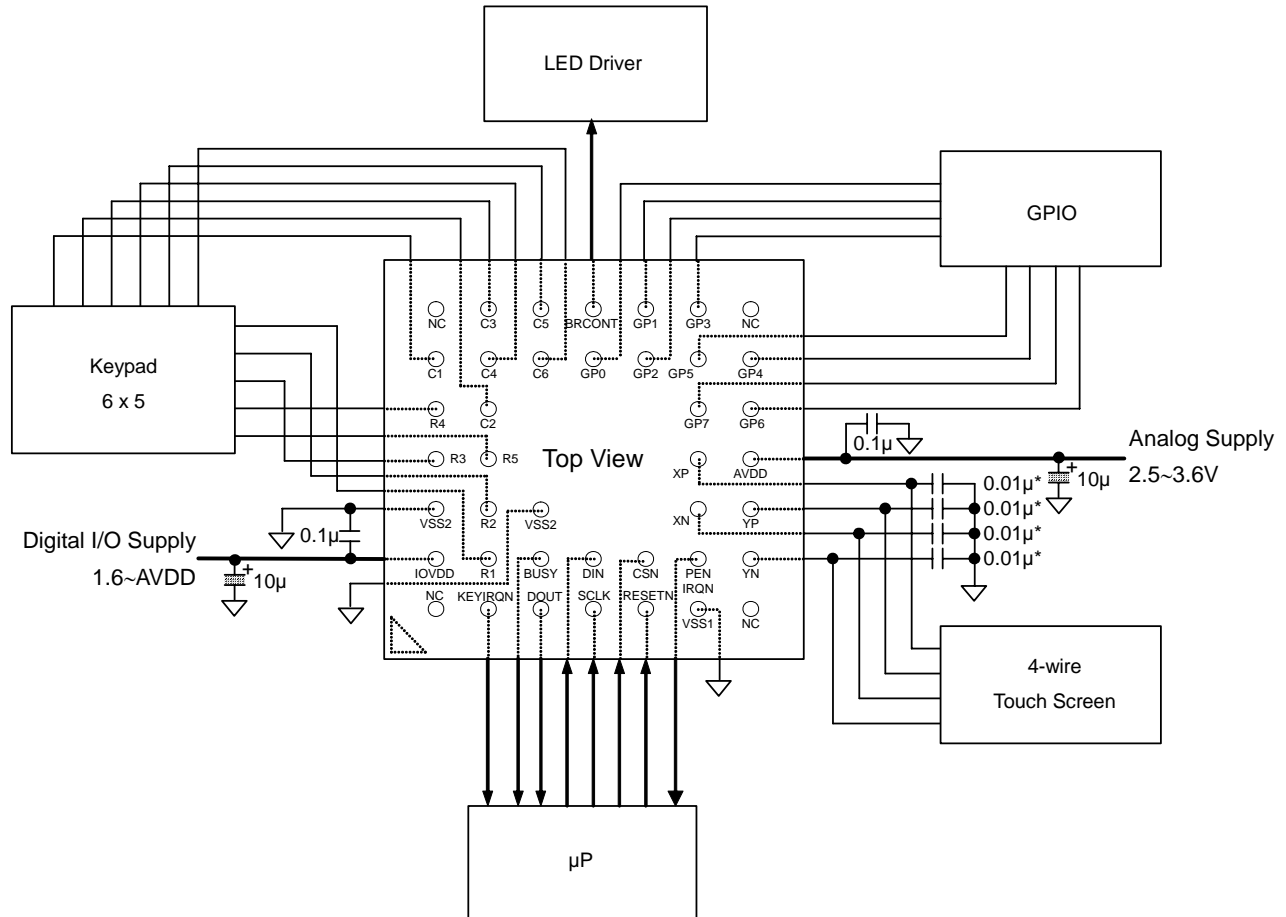 LED Driver
GPIO
Keypad
6 x 5
NC
C3
C5
BRCONT
GP1
GP3
NC
C1
C4
C6
GP0
GP2
GP5
GP4
R4
C2
GP7
GP6
R3
R5
Top View
XP
AVDD
0.1µ
Analog Supply
2.5~3.6V
10µ
0.01µ*
0.01µ*
0.01µ*
0.01µ*
VSS2
R2
VSS2
XN
YP
Digital I/O Supply
1.6~AVDD
0.1µ
10µ
IOVDD
R1
BUSY
DIN
CSN
PEN
IRQN
YN
NC
KEYIRQN
DOUT
SCLK
RESETN
VSS1
NC
4-wire
Touch Screen
µP